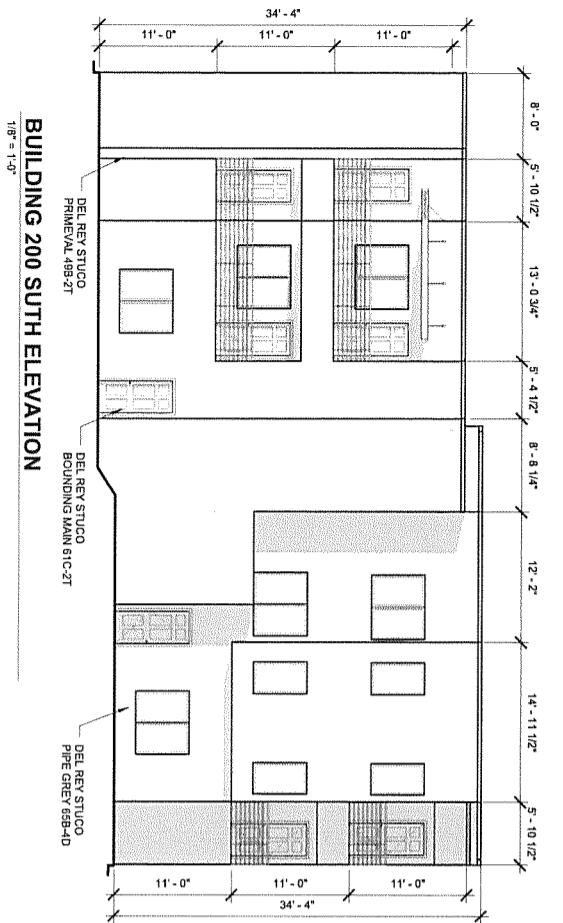 34' - 4"
11' - 0"
11' - 0"
11' - 0"
8' - 0"
5' - 10 1/2"
13' - 0 3/4"
5' - 4 1/2"
8' - 8 1/4"
12' - 2"
14' - 11 1/2"
5' - 10 1/2"
11' - 0"
11' - 0"
11' - 0"
34' - 4"
DEL REY STUCO
PRIMEVAL 49B-2T
DEL REY STUCO
BOUNDING MAIN 61C-2T
DEL REY STUCO
PIPE GREY 65B-4D
BUILDING 200 SUTH ELEVATION
1/8" = 1'-0"